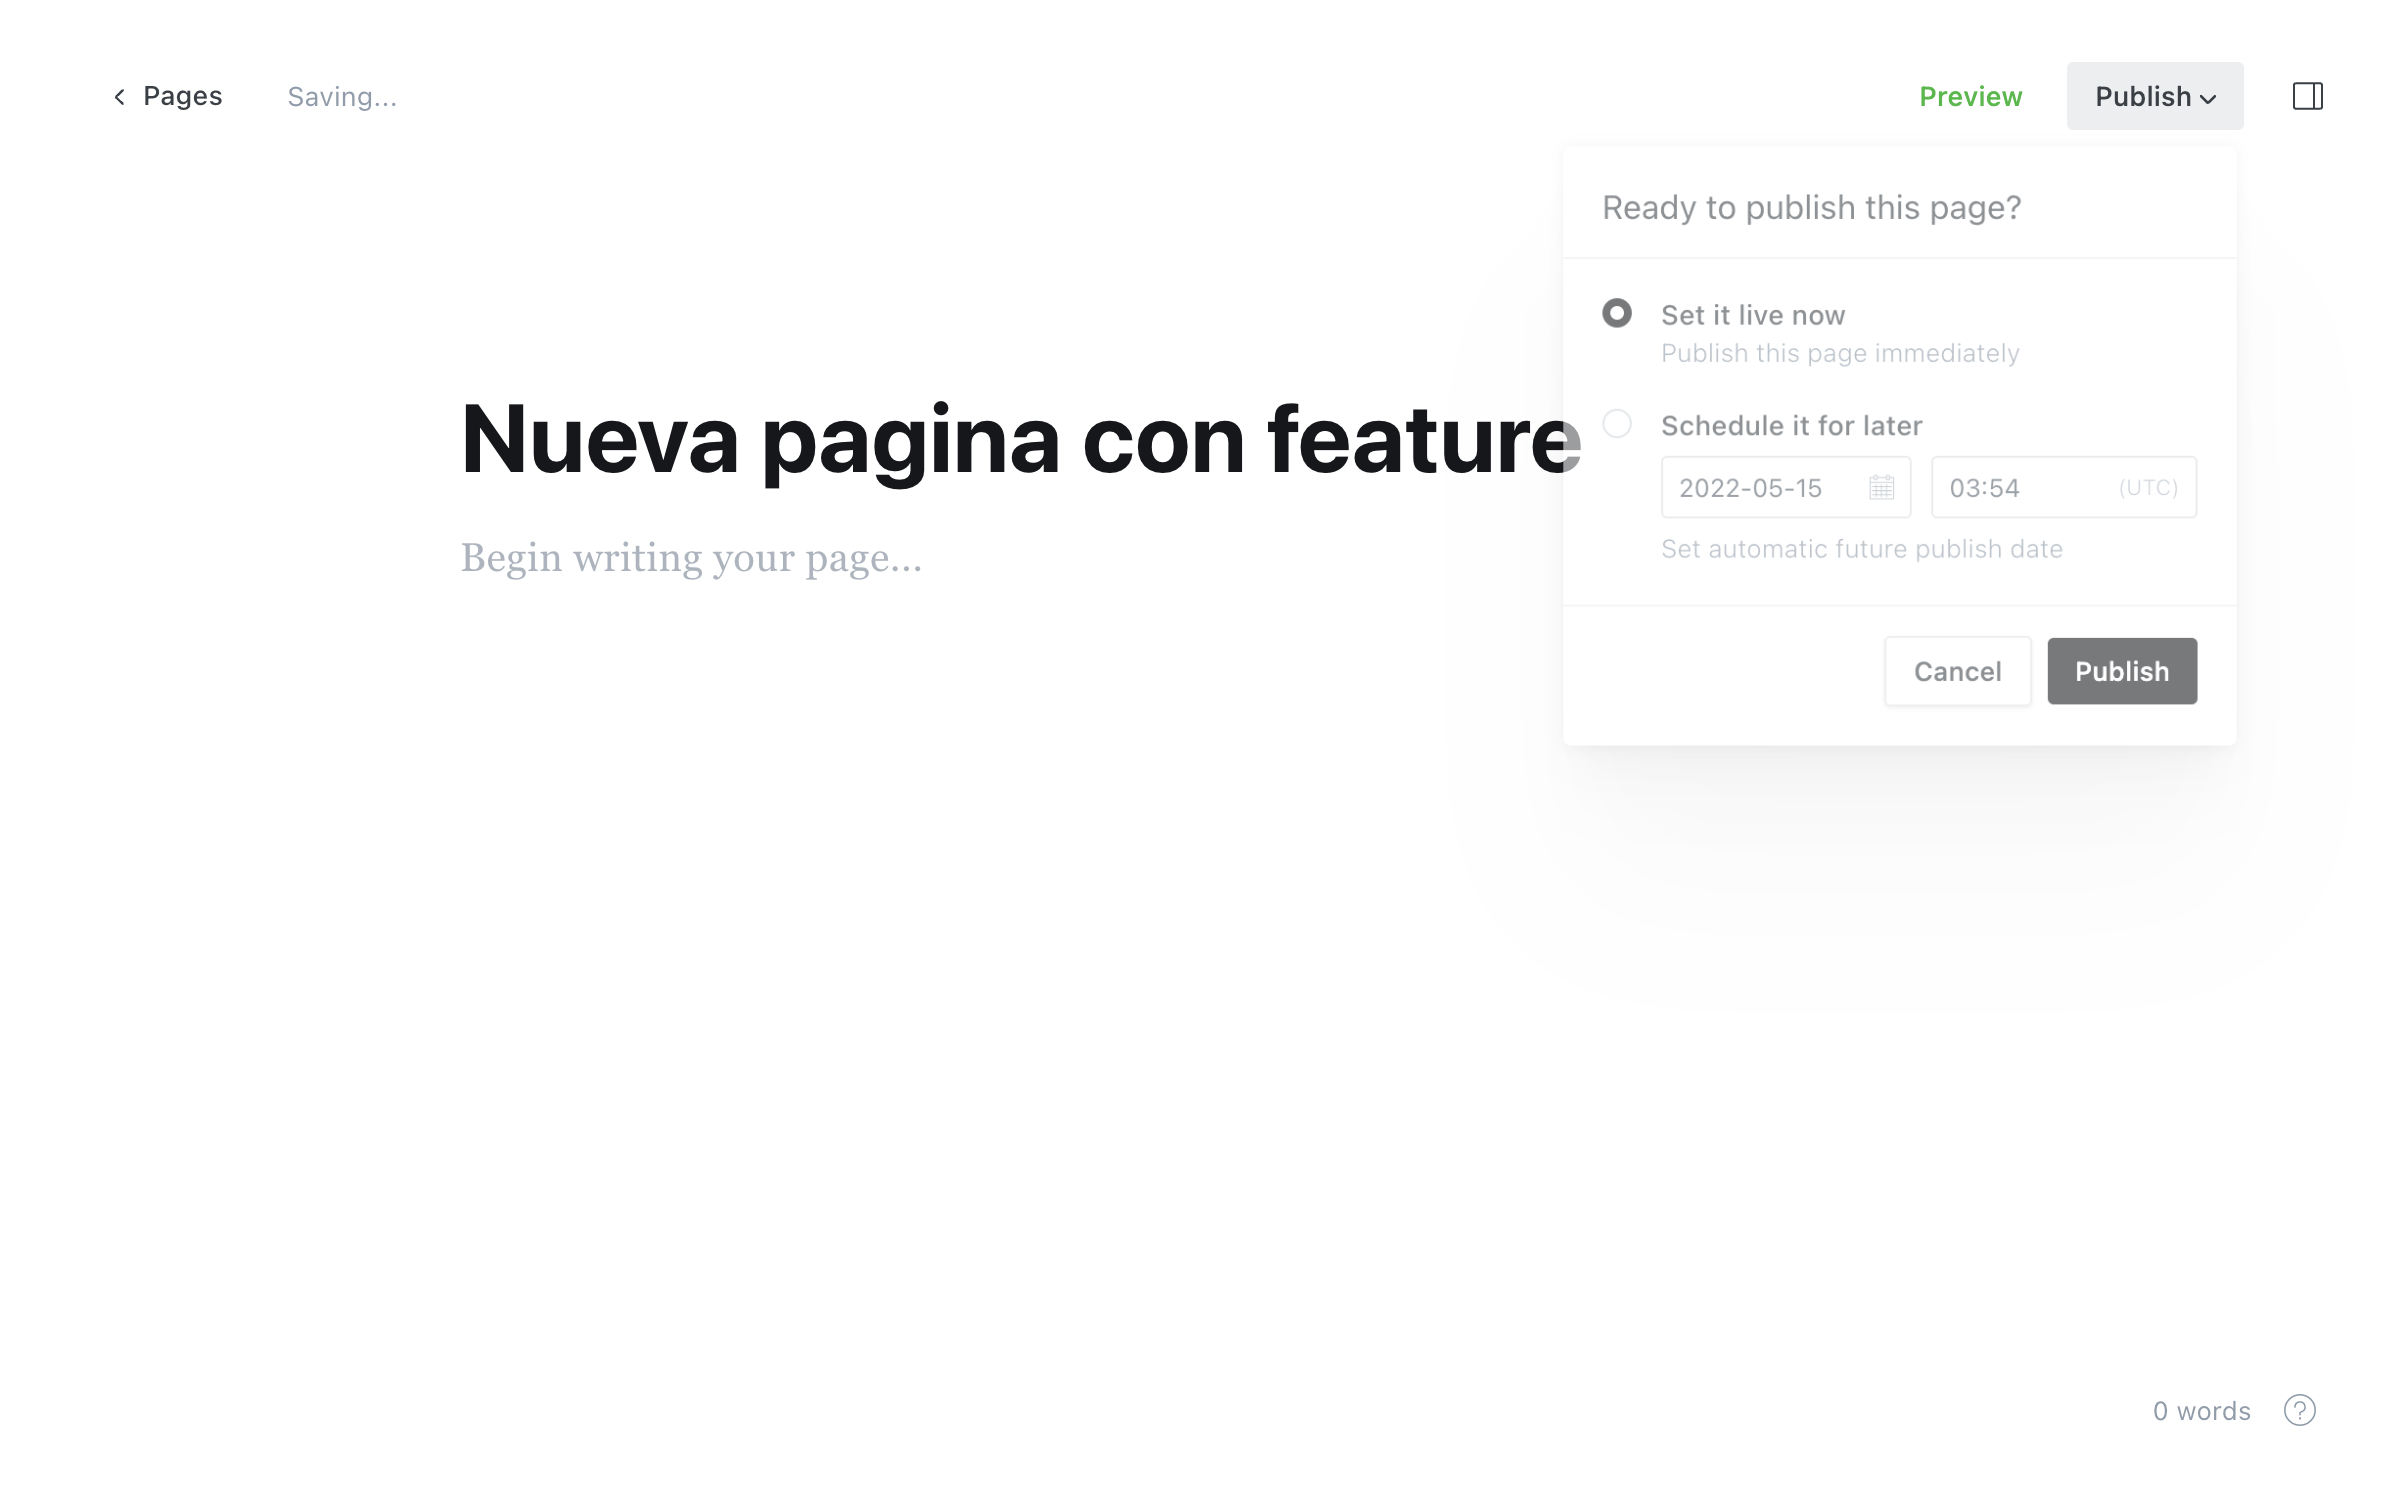 Pages
Saving...
Preview
Publish
Ready to publish this page?
Set it live now
Publish this page immediately
Nueva pagina con feature
Schedule it for later
2022-05-15
03:54
(UTC)
Begin writing your page...
Set automatic future publish date
Cancel
Publish
0 words
?